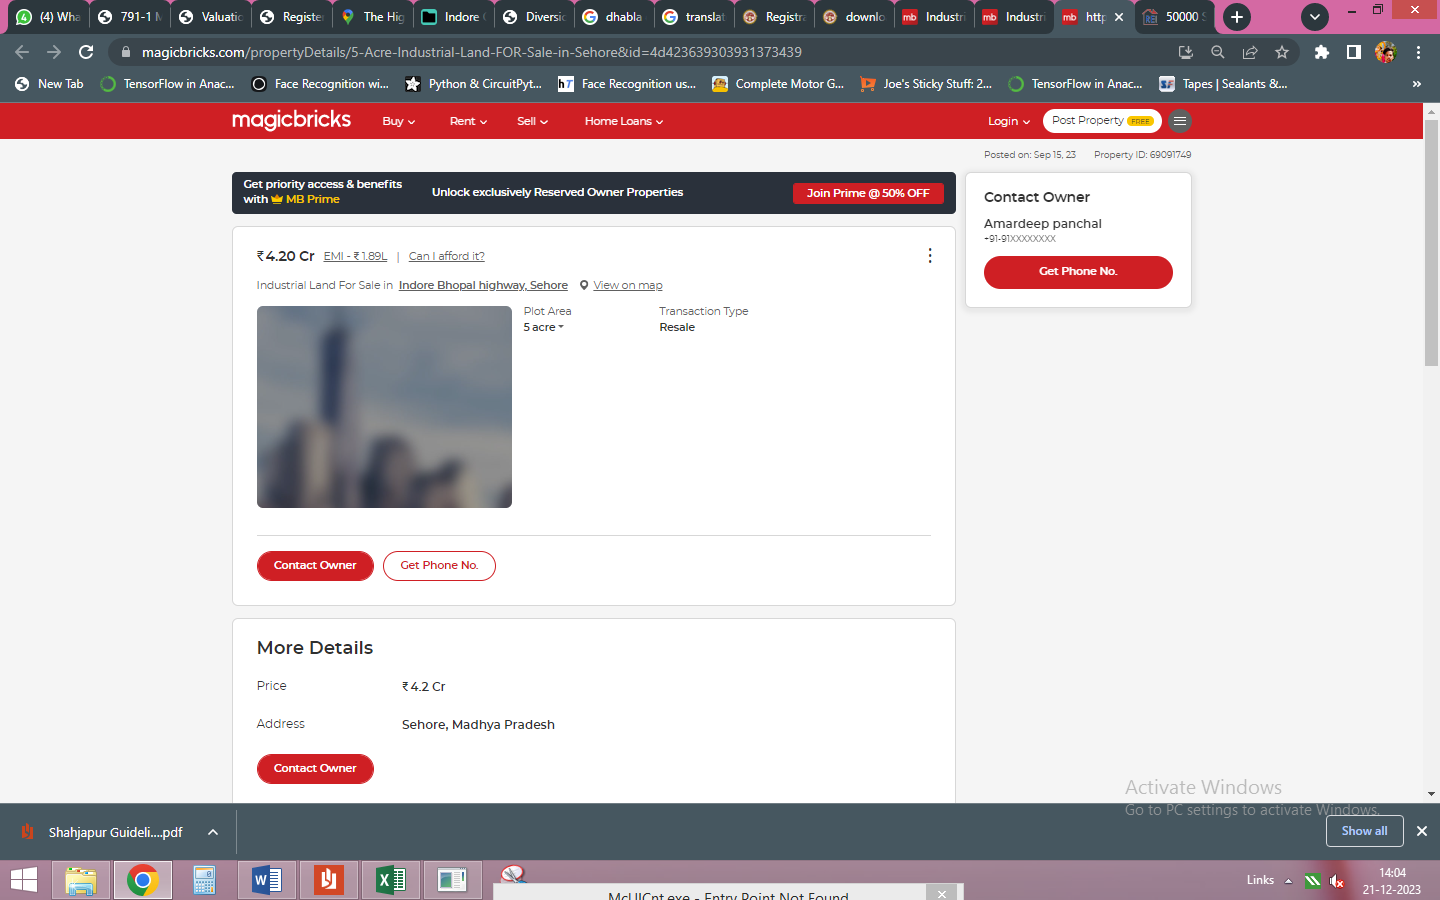 (4) Wha
791-1 M
Valuatio
Register
The Hig
Indore
Diversio
dhabla
translat
Registra
downlo
Industri
Industri
http
50000 S
magicbricks.com/propertyDetails/5-Acre-Industrial-Land-FOR-Sale-in-Sehore&id=4d423639303931373439
New Tab
TensorFlow in Anac...
Face Recognition wi...
Python & CircuitPyt...
Face Recognition us...
Complete Motor G...
Joe's Sticky Stuff: 2...
TensorFlow in Anac...
Tapes | Sealants &...
»
magicbricks
Buy
Rent
Sell
Home Loans
Login
Post Property FREE
Posted on: Sep 15, 23 Property ID: 69091749
Get priority access & benefits
with MB Prime
Unlock exclusively Reserved Owner Properties
Join Prime @ 50% OFF
Contact Owner
Amardeep panchal
+91-91XXXXXXXX
Get Phone No.
₹4.20 Cr EMI - ₹1.89L | Can I afford it?
Industrial Land For Sale in Indore Bhopal highway, Sehore View on map
Plot Area
5 acre
Transaction Type
Resale
Contact Owner
Get Phone No.
More Details
Price ₹4.2 Cr
Address Sehore, Madhya Pradesh
Contact Owner
Activate Windows
Go to PC settings to activate Windows.
Shahjapur Guideli....pdf
Show all
Links
14:04
21-12-2023
McUICnt.exe - Entry Point Not Found